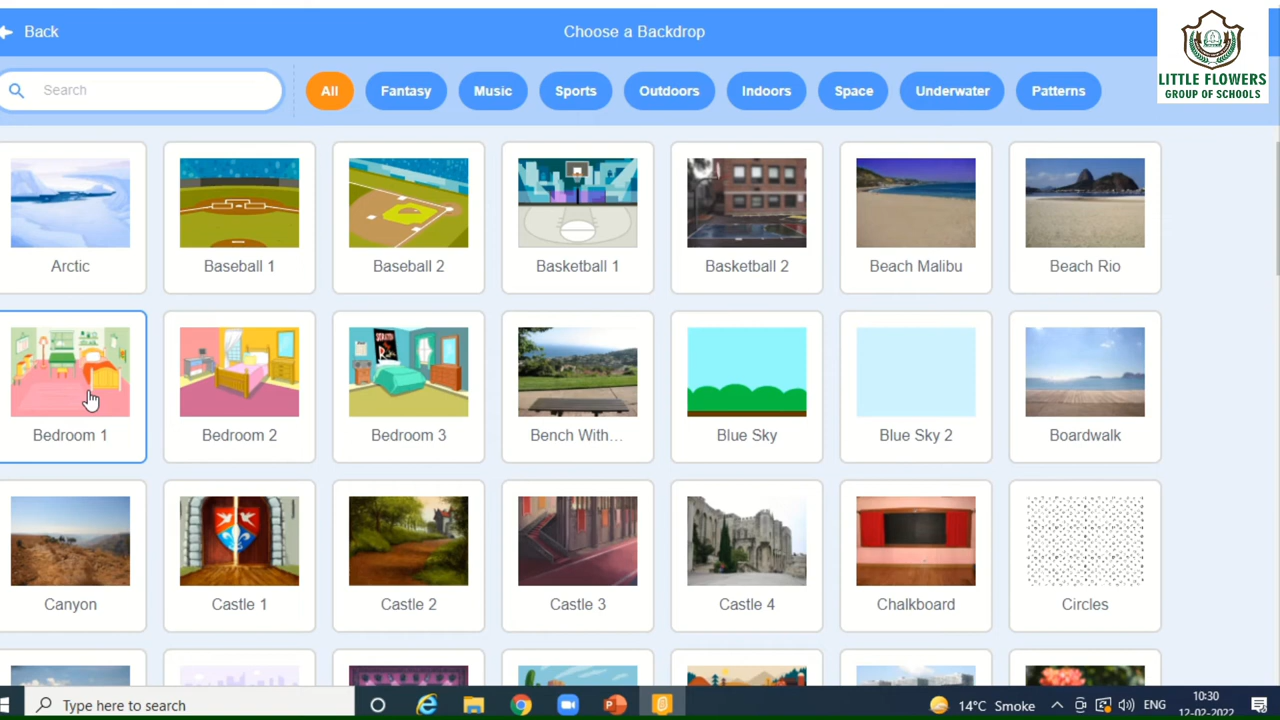 Back
Choose a Backdrop
LITTLE FLOWERS
GROUP OF SCHOOLS
Search
All
Fantasy
Music
Sports
Outdoors
Indoors
Space
Underwater
Patterns
Arctic
Baseball 1
Baseball 2
Basketball 1
Basketball 2
Beach Malibu
Beach Rio
Bedroom 1
Bedroom 2
Bedroom 3
Bench With...
Blue Sky
Blue Sky 2
Boardwalk
Canyon
Castle 1
Castle 2
Castle 3
Castle 4
Chalkboard
Circles
Type here to search
14°C Smoke
ENG
10:30
12-02-2022